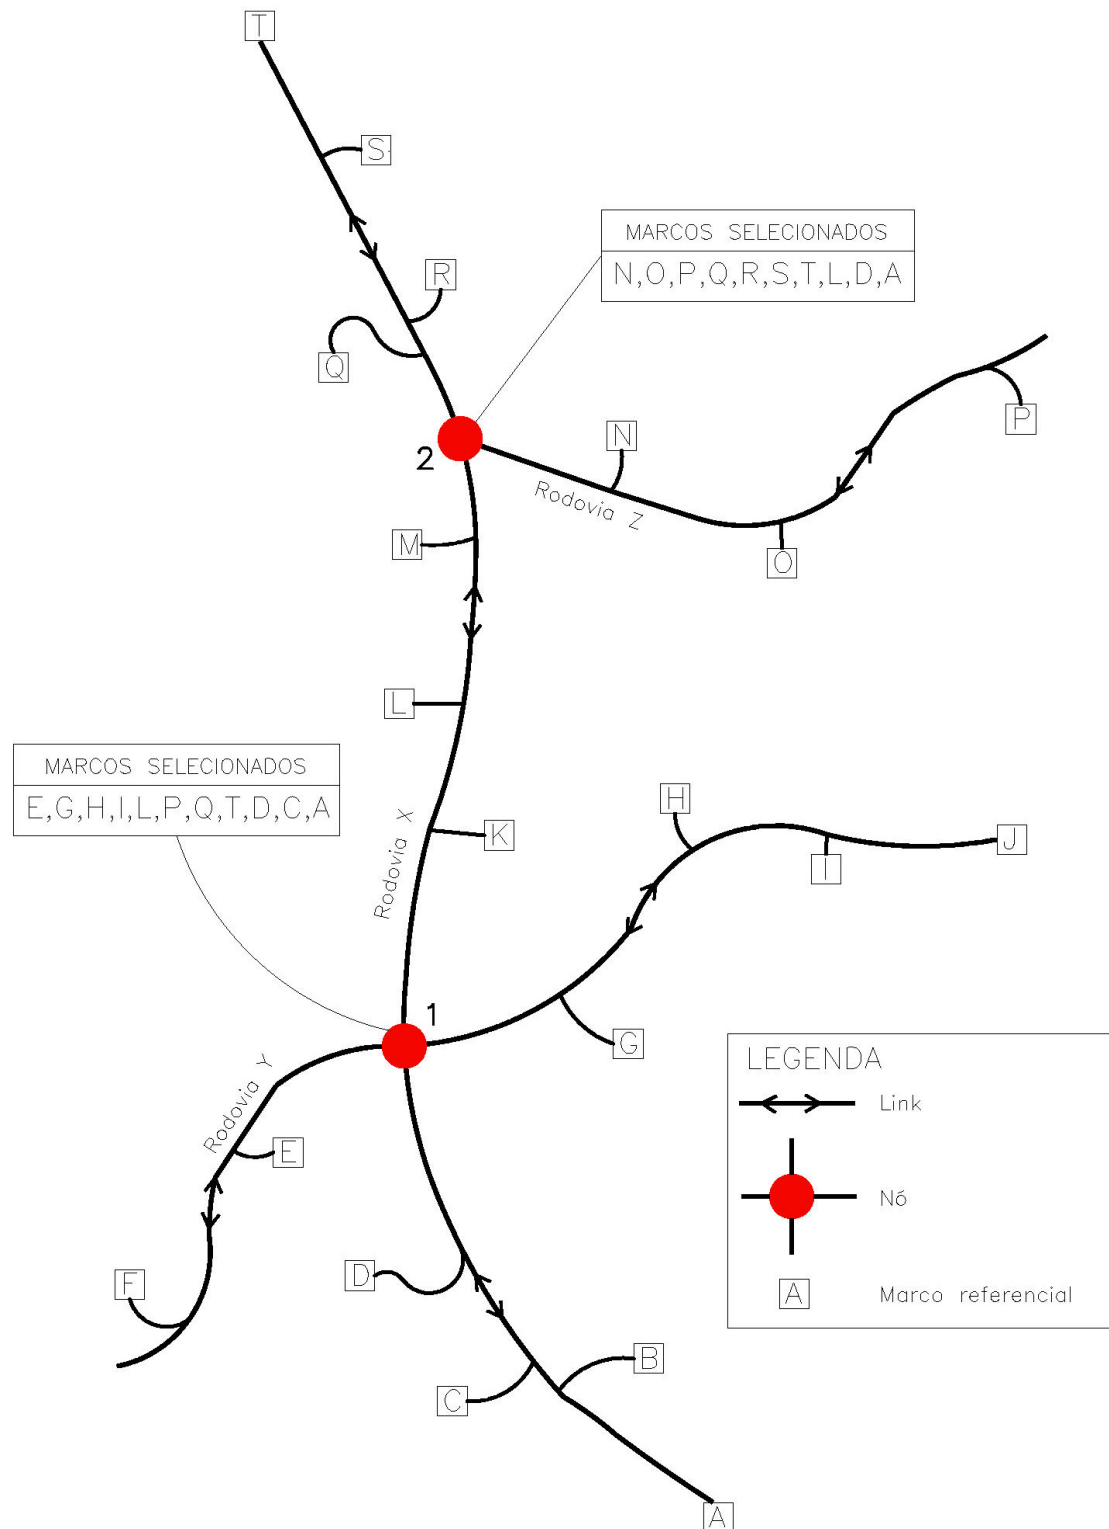 T
S
MARCOS SELECIONADOS
N,O,P,Q,R,S,T,L,D,A
R
Q
P
N
2
Rodovia Z
M
O
L
MARCOS SELECIONADOS
E,G,H,I,L,P,Q,T,D,C,A
H
K
J
I
Rodovia X
1
G
Rodovia Y
LEGENDA
Link
E
Nó
D
F
A
Marco referencial
B
C
A